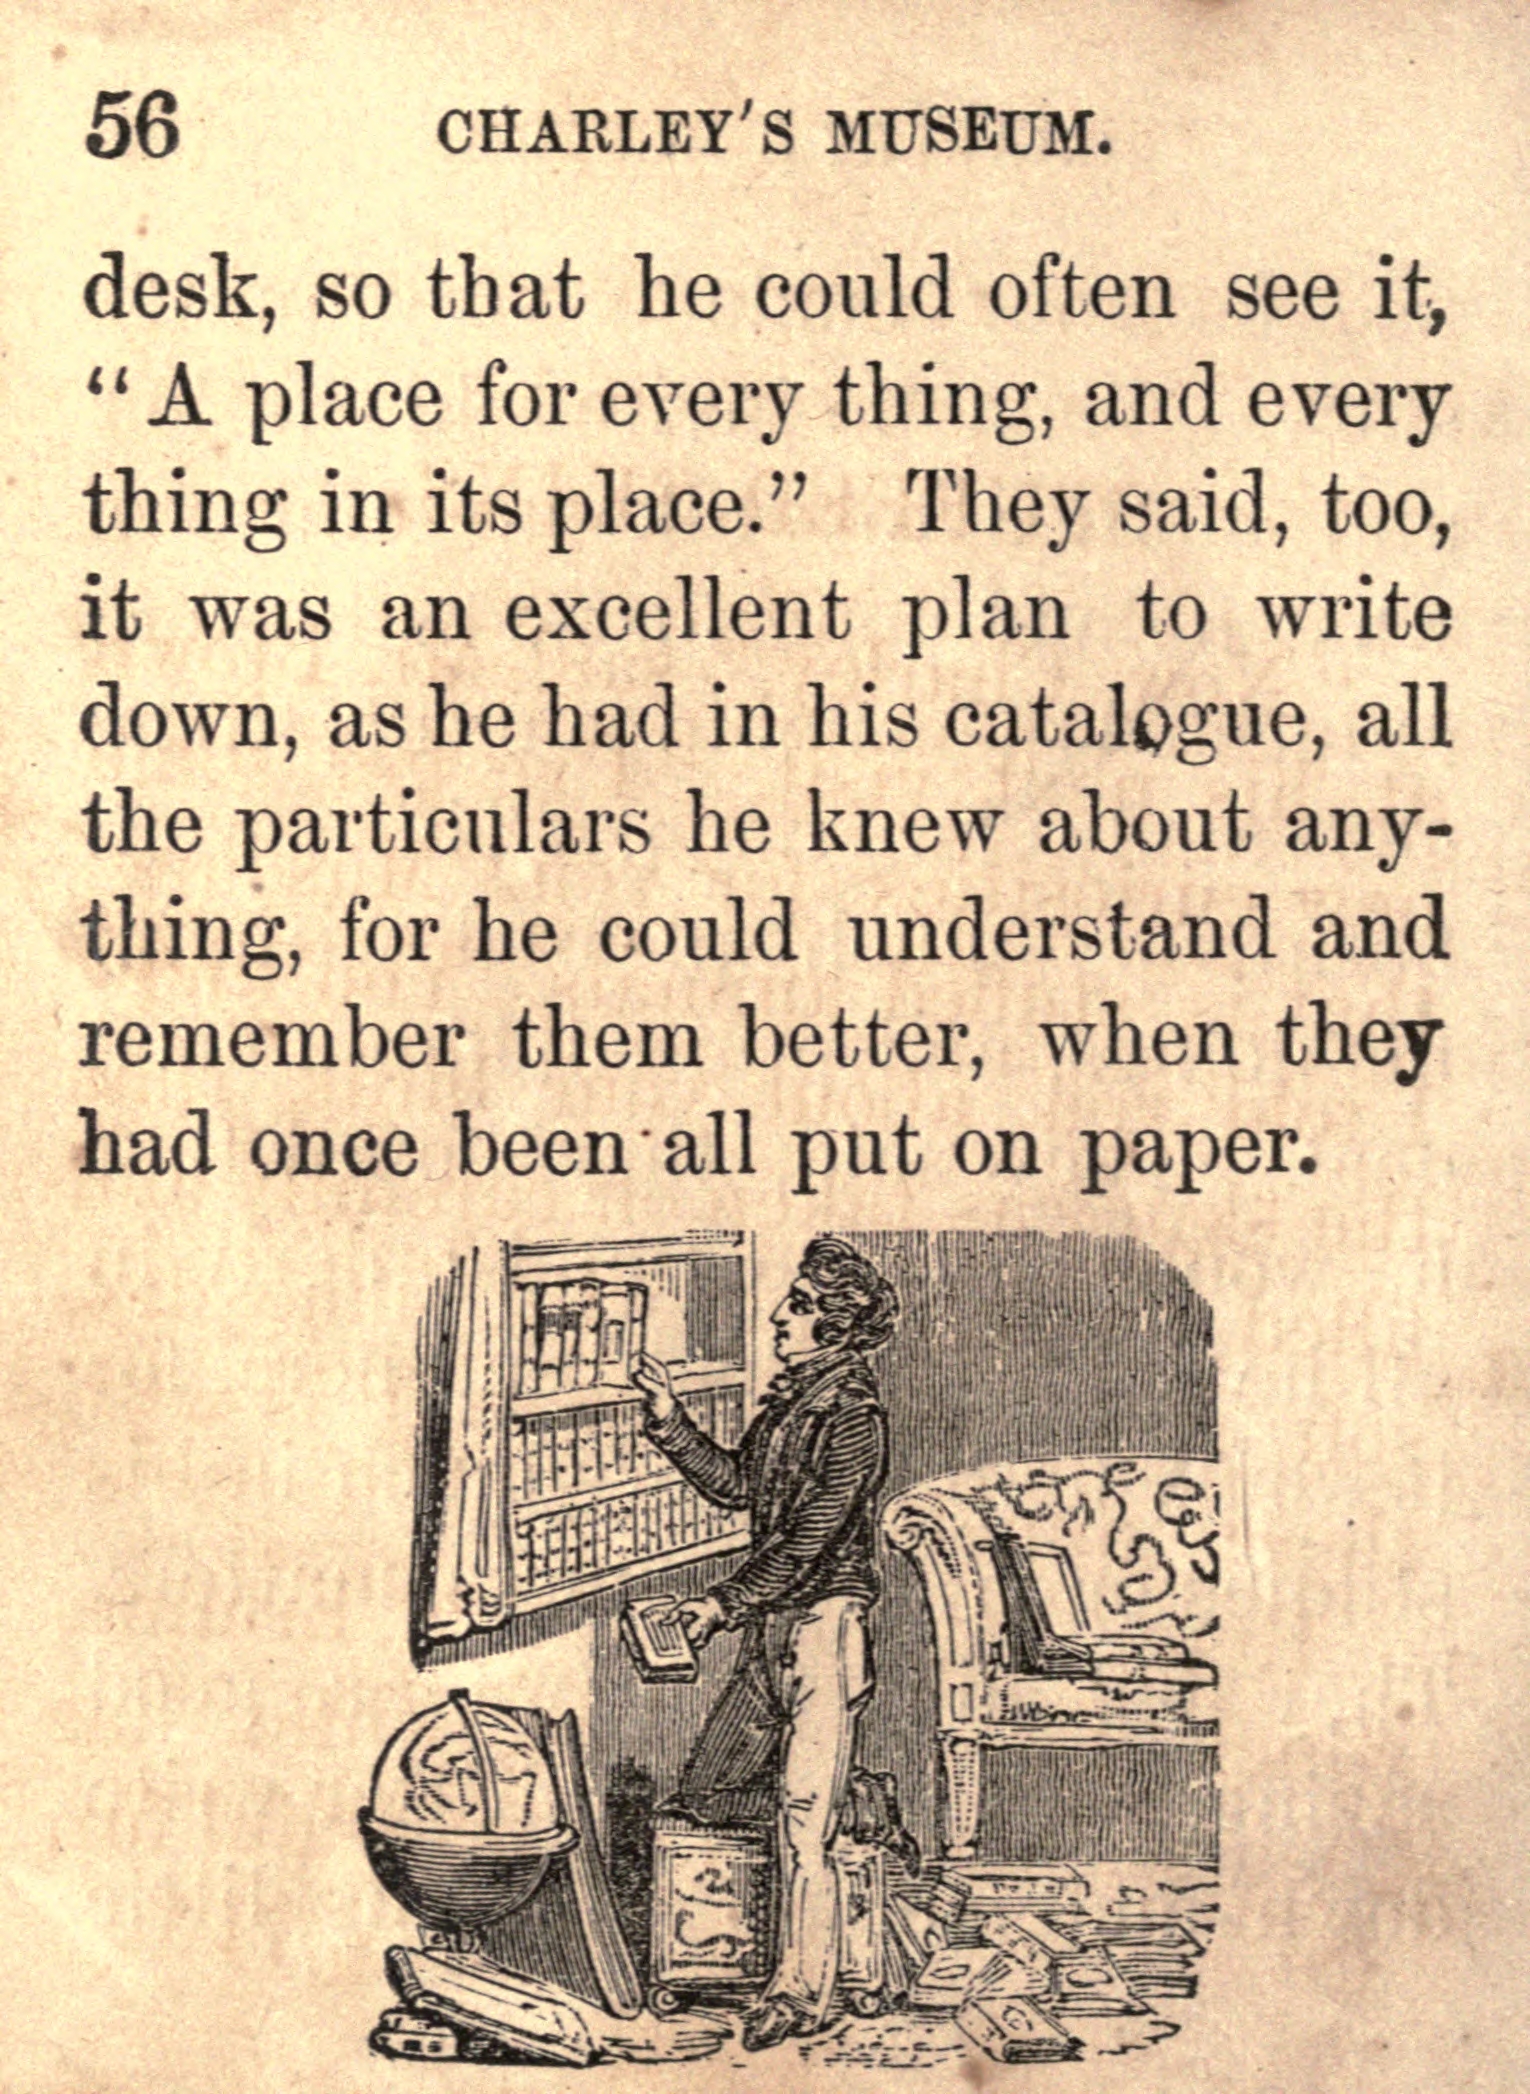 56 CHARLEY'S MUSEUM.
desk, so that he could often see it,
“A place for every thing, and every
thing in its place.” They said, too,
it was an excellent plan to write
down, as he had in his catalogue, all
the particulars he knew about any-
thing, for he could understand and
remember them better, when they
had once been all put on paper.